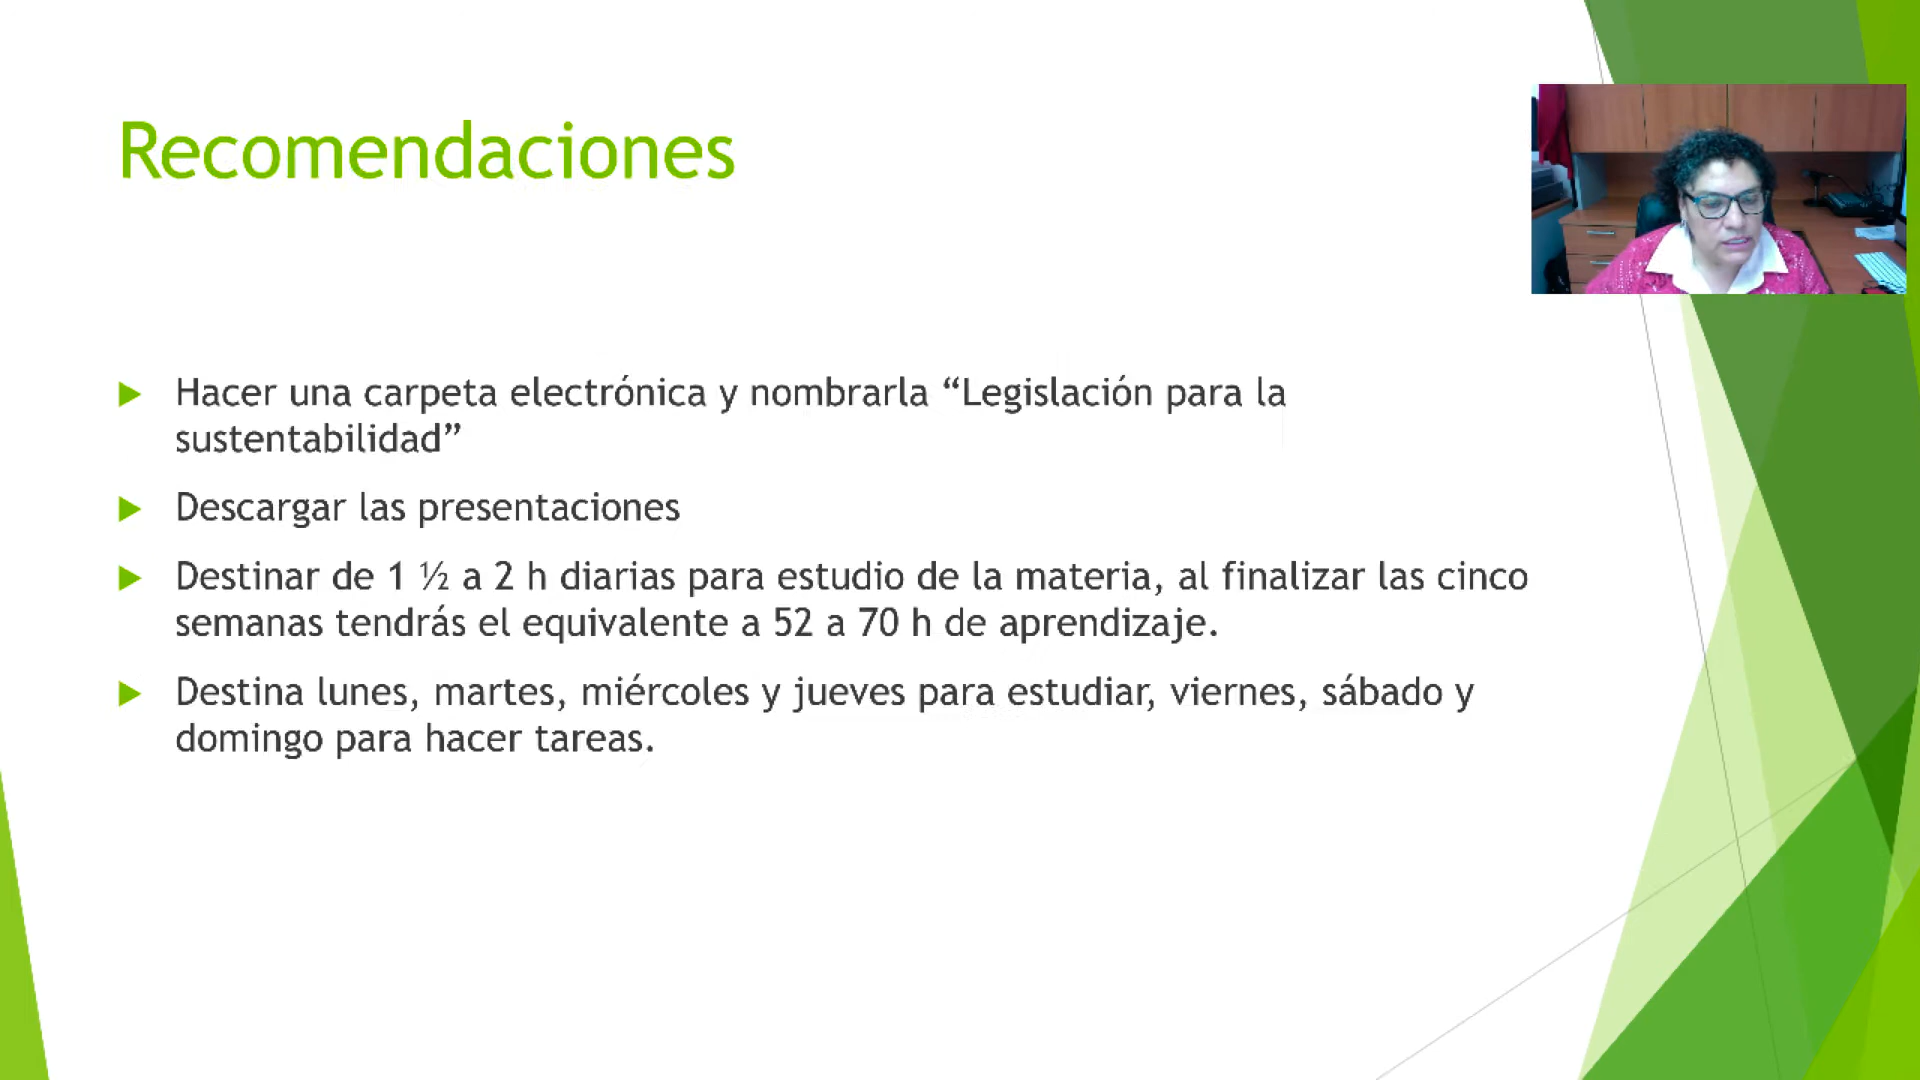 Recomendaciones
Hacer una carpeta electrónica y nombrarla “Legislación para la
sustentabilidad”
Descargar las presentaciones
Destinar de 1 ½ a 2 h diarias para estudio de la materia, al finalizar las cinco
semanas tendrás el equivalente a 52 a 70 h de aprendizaje.
Destina lunes, martes, miércoles y jueves para estudiar, viernes, sábado y
domingo para hacer tareas.